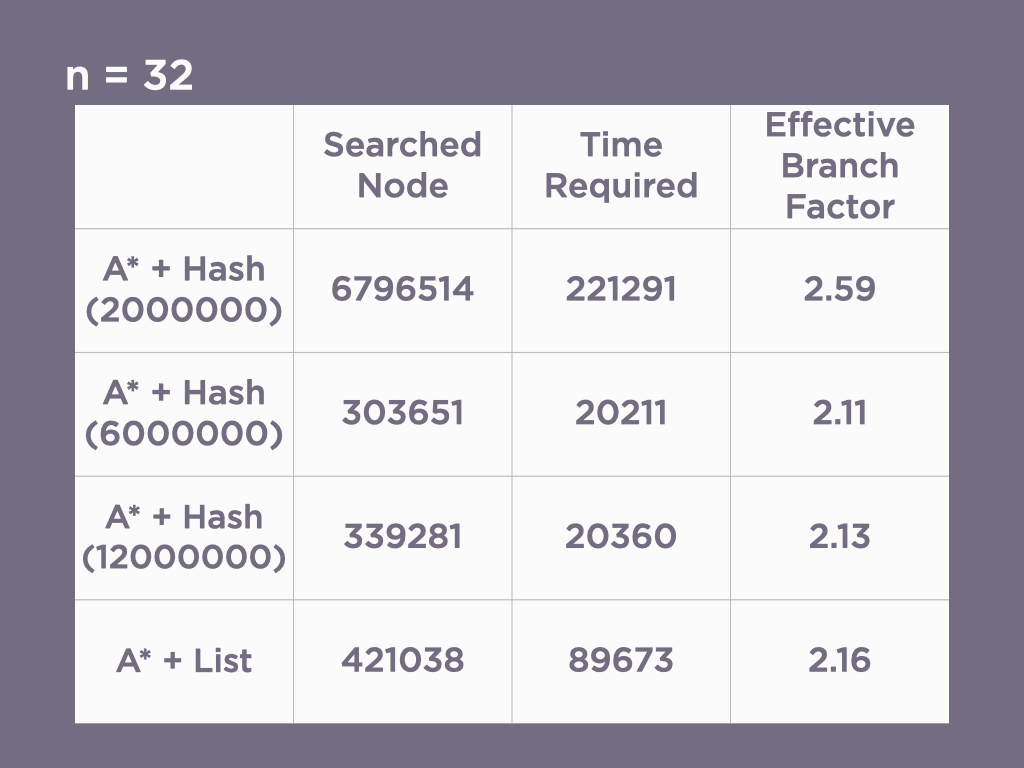 n = 32
Searched
Node
Time
Required
Effective
Branch
Factor
A* + Hash
(2000000)
6796514
221291
2.59
A* + Hash
(6000000)
303651
20211
2.11
A* + Hash
(12000000)
339281
20360
2.13
A* + List
421038
89673
2.16